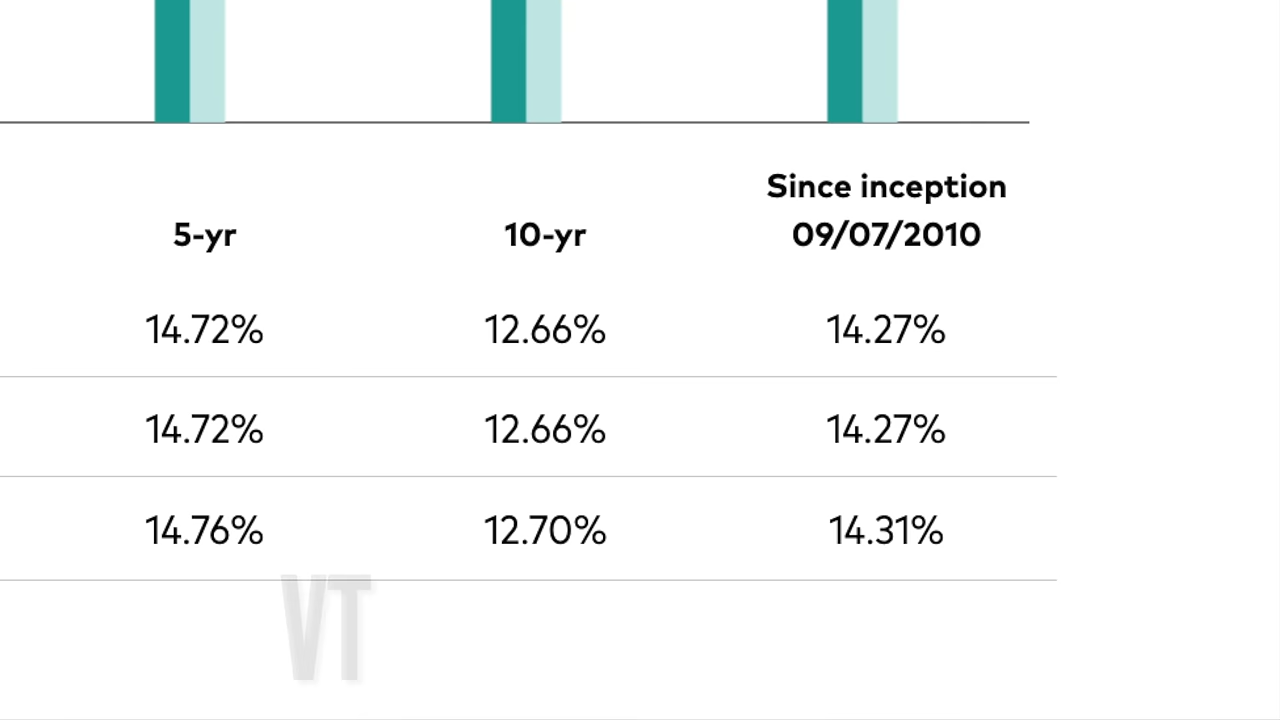 Since inception
5-yr 10-yr 09/07/2010
14.72% 12.66% 14.27%
14.72% 12.66% 14.27%
14.76% 12.70% 14.31%
VT